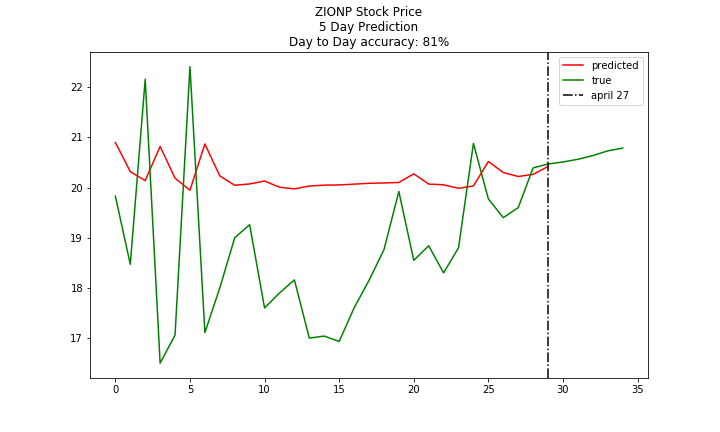 ZIONP Stock Price
5 Day Prediction
Day to Day accuracy: 81%
predicted
true
april 27
22
21
20
19
18
17
0 5 10 15 20 25 30 35